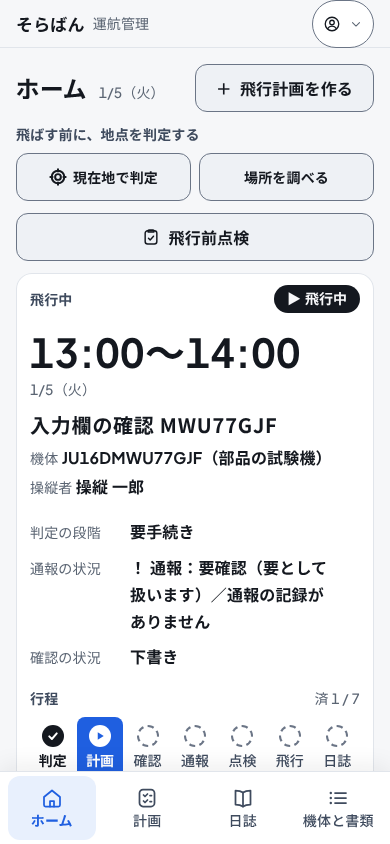 そらばん 運航管理
ホーム 1/5（火）
＋ 飛行計画を作る
飛ばす前に、地点を判定する
現在地で判定
場所を調べる
飛行前点検
飛行中
▶ 飛行中
13:00〜14:00
1/5（火）
入力欄の確認 MWU77GJF
機体 JU16DMWU77GJF（部品の試験機）
操縦者 操縦 一郎
判定の段階 要手続き
通報の状況 ！ 通報：要確認（要として
扱います）／通報の記録が
ありません
確認の状況 下書き
行程 済 1 / 7
判定 計画 確認 通報 点検 飛行 日誌
ホーム 計画 日誌 機体と書類